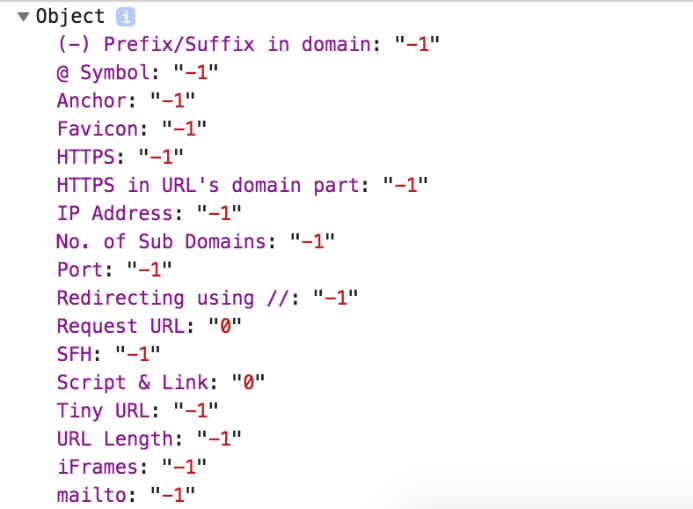 Object i
(-) Prefix/Suffix in domain: "-1"
@ Symbol: "-1"
Anchor: "-1"
Favicon: "-1"
HTTPS: "-1"
HTTPS in URL's domain part: "-1"
IP Address: "-1"
No. of Sub Domains: "-1"
Port: "-1"
Redirecting using //: "-1"
Request URL: "0"
SFH: "-1"
Script & Link: "0"
Tiny URL: "-1"
URL Length: "-1"
iFrames: "-1"
mailto: "-1"